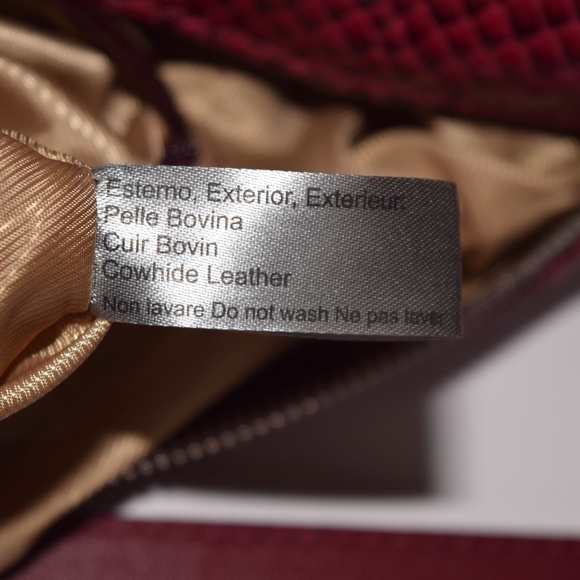 Esterno, Exterior, Exterieur:
Pelle Bovina
Cuir Bovin
Cowhide Leather
Non lavare Do not wash Ne pas laver